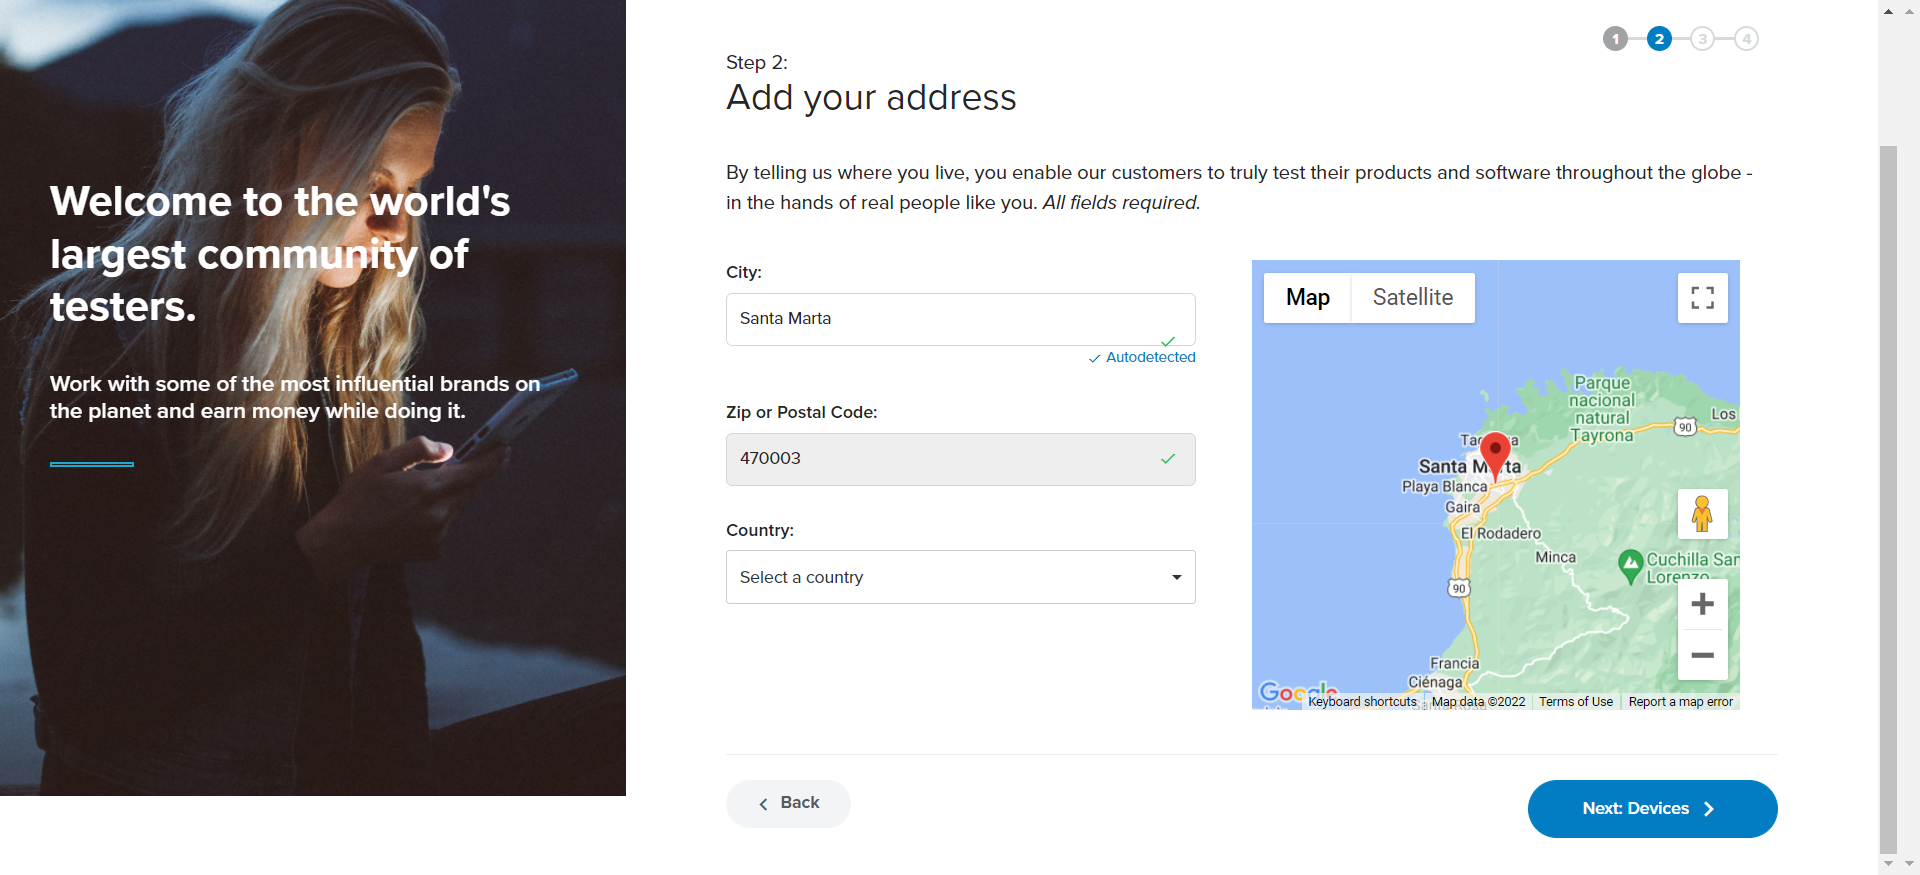 Welcome to the world's
largest community of
testers.
Work with some of the most influential brands on
the planet and earn money while doing it.
1
2
3
4
Step 2:
Add your address
By telling us where you live, you enable our customers to truly test their products and software throughout the globe -
in the hands of real people like you. All fields required.
City:
Santa Marta
Autodetected
Zip or Postal Code:
470003
Country:
Select a country
Map
Satellite
Parque
nacional
natural
Tayrona
Los
90
Santa Marta
Playa Blanca
Gaira
El Rodadero
Minca
Cuchilla San
Lorenzo
90
Francia
Ciénaga
Google
Keyboard shortcuts
Map data ©2022
Terms of Use
Report a map error
Back
Next: Devices